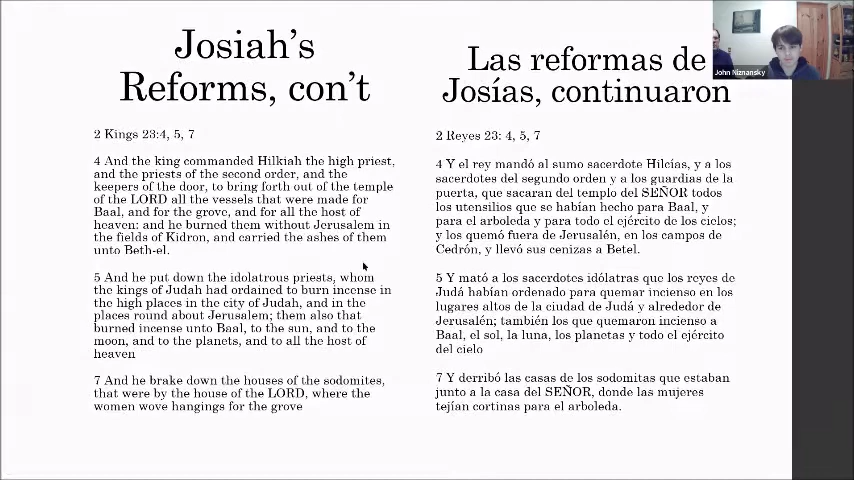 Josiah's
Reforms, con't
2 Kings 23:4, 5, 7
4 And the king commanded Hilkiah the high priest,
and the priests of the second order, and the
keepers of the door, to bring forth out of the temple
of the LORD all the vessels that were made for
Baal, and for the grove, and for all the host of
heaven: and he burned them without Jerusalem in
the fields of Kidron, and carried the ashes of them
unto Beth-el.
5 And he put down the idolatrous priests, whom
the kings of Judah had ordained to burn incense in
the high places in the city of Judah, and in the
places round about Jerusalem; them also that
burned incense unto Baal, to the sun, and to the
moon, and to the planets, and to all the host of
heaven
7 And he brake down the houses of the sodomites,
that were by the house of the LORD, where the
women wove hangings for the grove
Las reformas de
Josías, continuaron
2 Reyes 23: 4, 5, 7
4 Y el rey mandó al sumo sacerdote Hilcías, y a los
sacerdotes del segundo orden y a los guardias de la
puerta, que sacaran del templo del SEÑOR todos
los utensilios que se habían hecho para Baal, y
para el arboleda y para todo el ejército de los cielos;
y los quemó fuera de Jerusalén, en los campos de
Cedrón, y llevó sus cenizas a Betel.
5 Y mató a los sacerdotes idólatras que los reyes de
Judá habían ordenado para quemar incienso en los
lugares altos de la ciudad de Judá y alrededor de
Jerusalén; también los que quemaron incienso a
Baal, el sol, la luna, los planetas y todo el ejército
del cielo
7 Y derribó las casas de los sodomitas que estaban
junto a la casa del SEÑOR, donde las mujeres
tejían cortinas para el arboleda.
John Niznansky